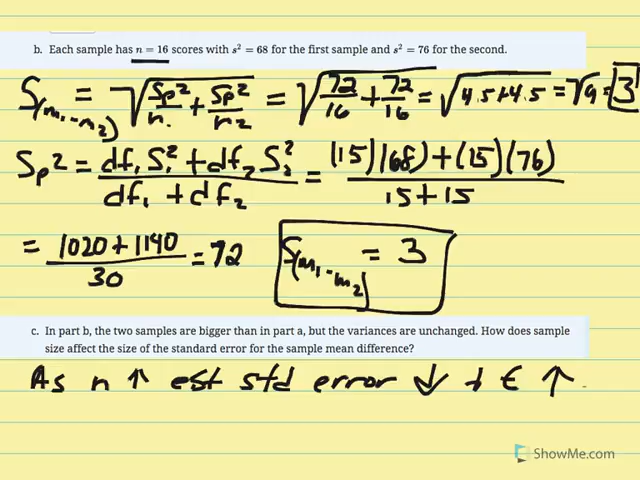 b. Each sample has n = 16 scores with s² = 68 for the first sample and s² = 76 for the second.
S(m₁-m₂) = √(Sp²/n₁ + Sp²/n₂) = √(72/16 + 72/16) = √(4.5+4.5) = √9 = 3
Sp² = (df₁ S₁² + df₂ S₂²)/(df₁ + df₂) = ((15)(68) + (15)(76))/(15 + 15)
= (1020 + 1140)/30 = 72
S(m₁-m₂) = 3
c. In part b, the two samples are bigger than in part a, but the variances are unchanged. How does sample
size affect the size of the standard error for the sample mean difference?
As n ↑ est std error ↓ + t ↑
ShowMe.com